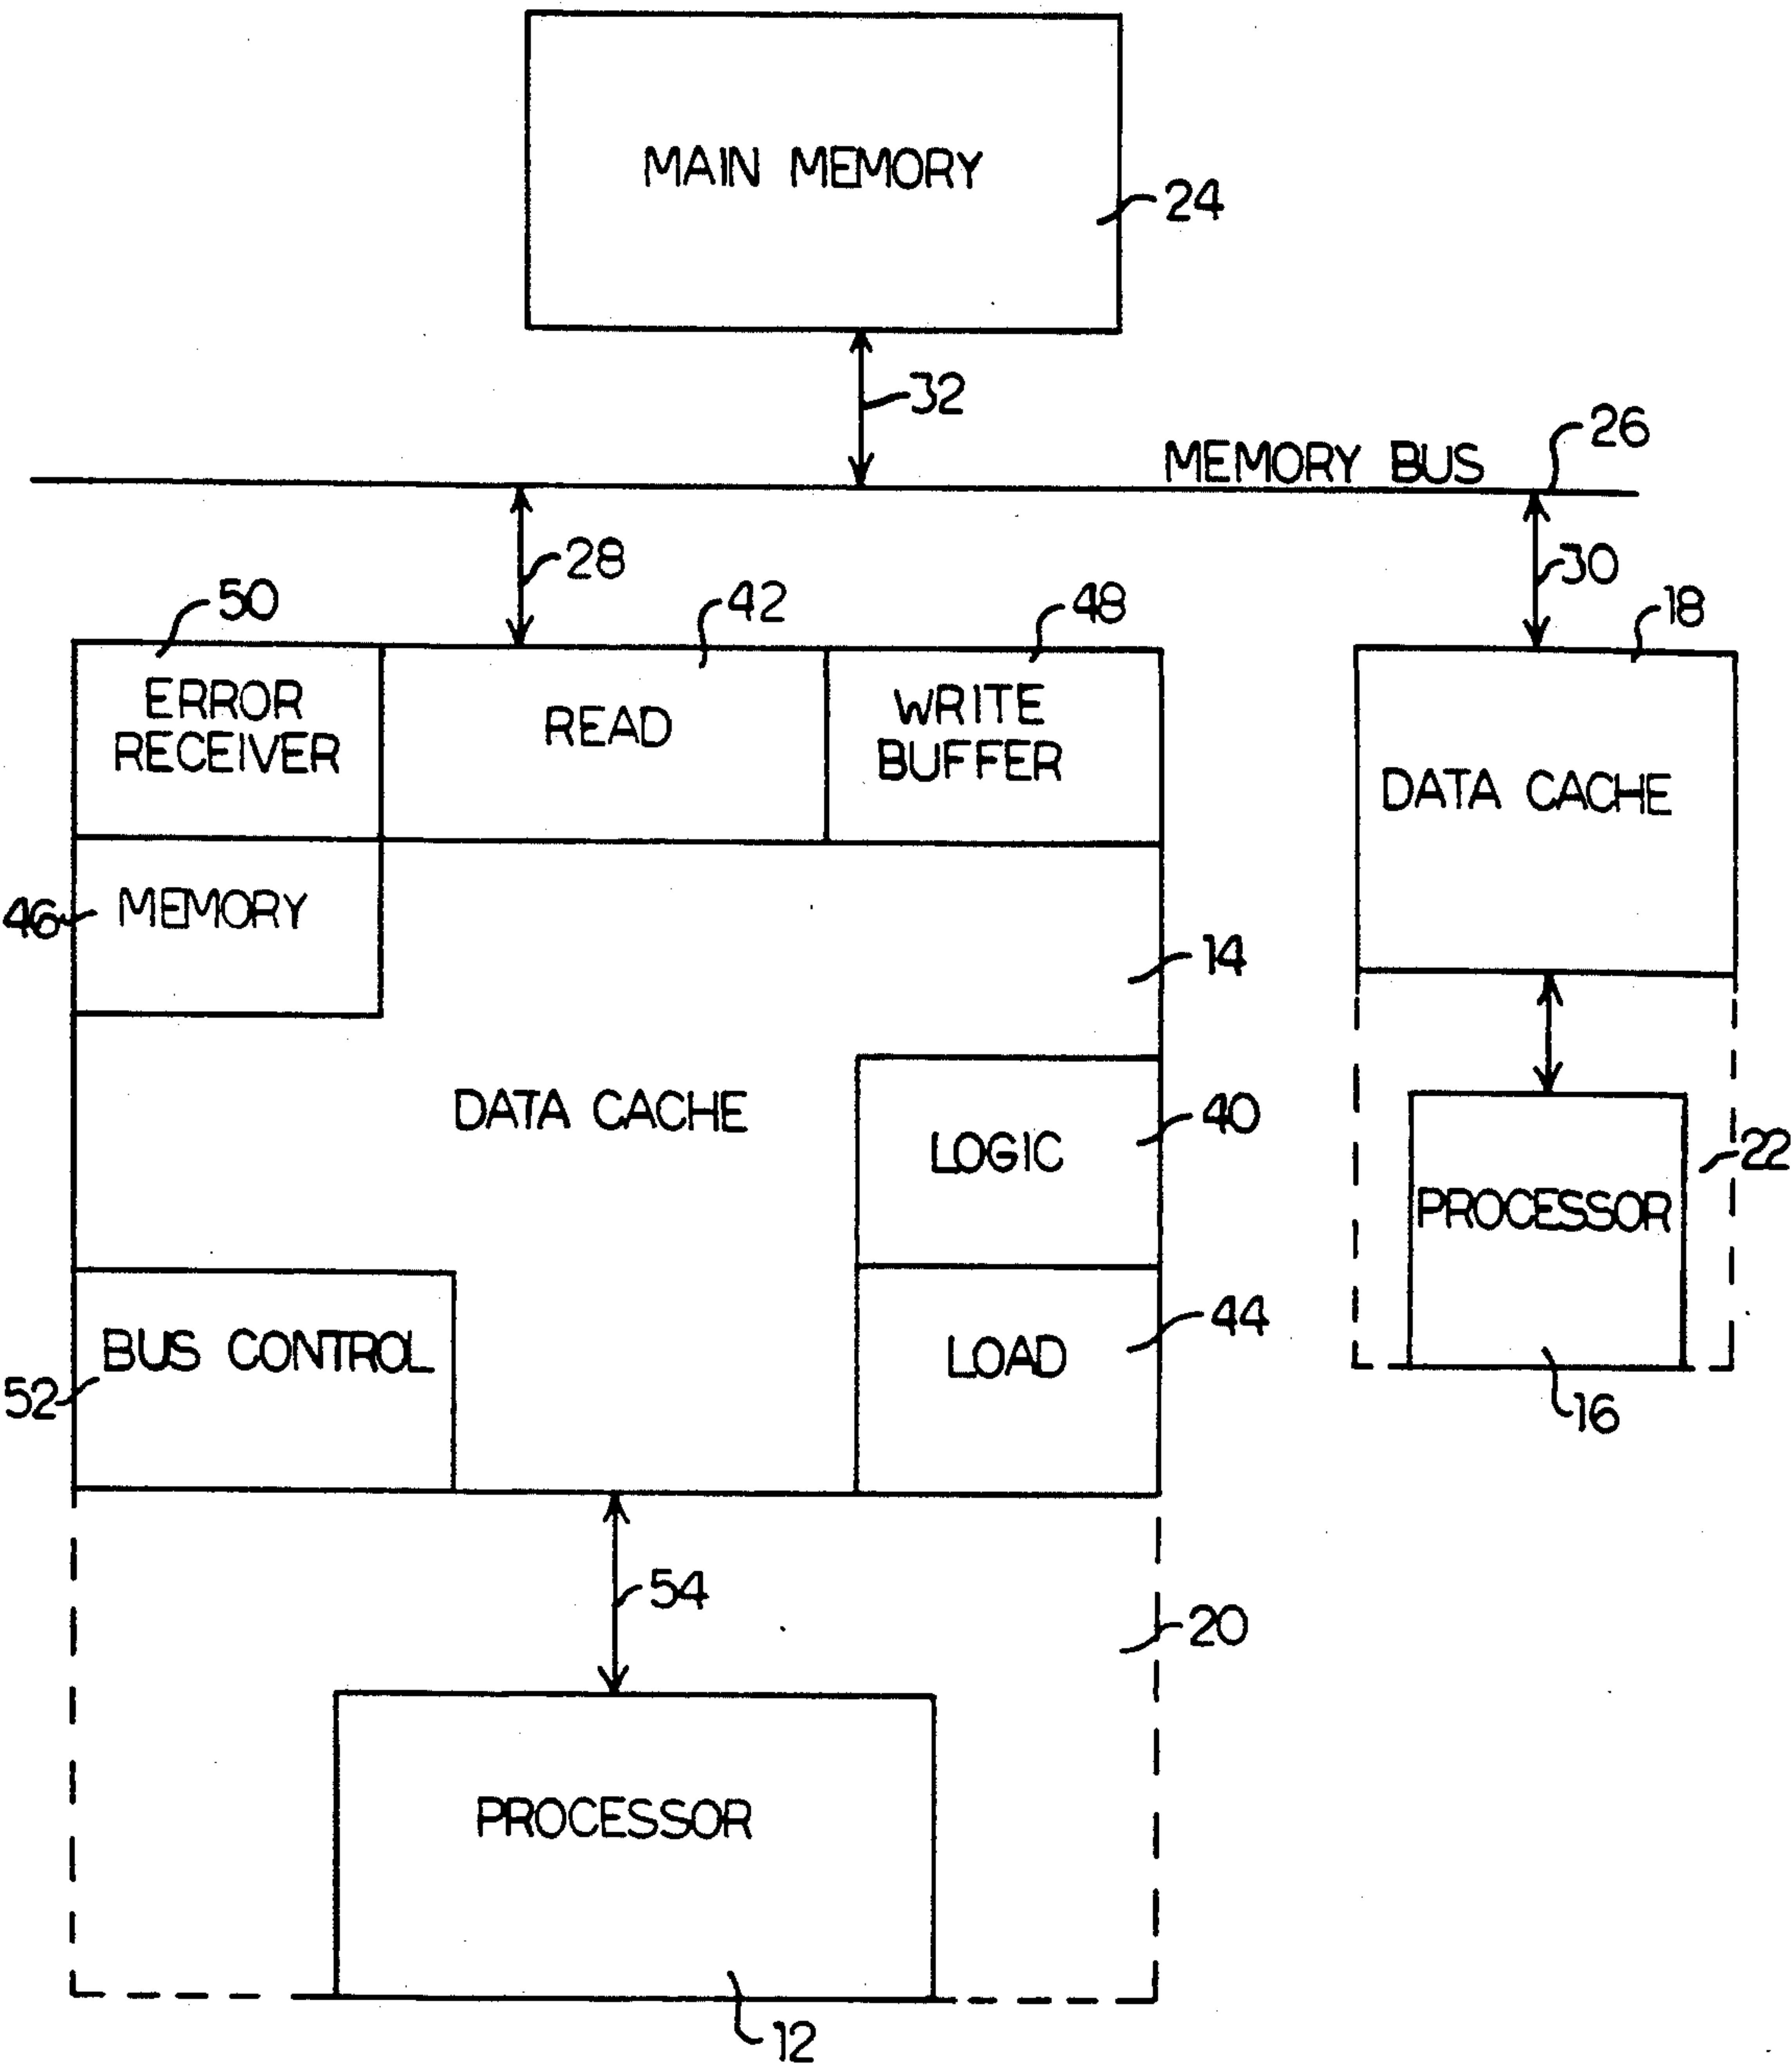 MAIN MEMORY
24
32
MEMORY BUS
26
28
30
50
42
48
18
ERROR
RECEIVER
READ
WRITE
BUFFER
DATA CACHE
46
MEMORY
14
DATA CACHE
LOGIC
40
PROCESSOR
22
BUS CONTROL
52
LOAD
44
16
54
20
PROCESSOR
12